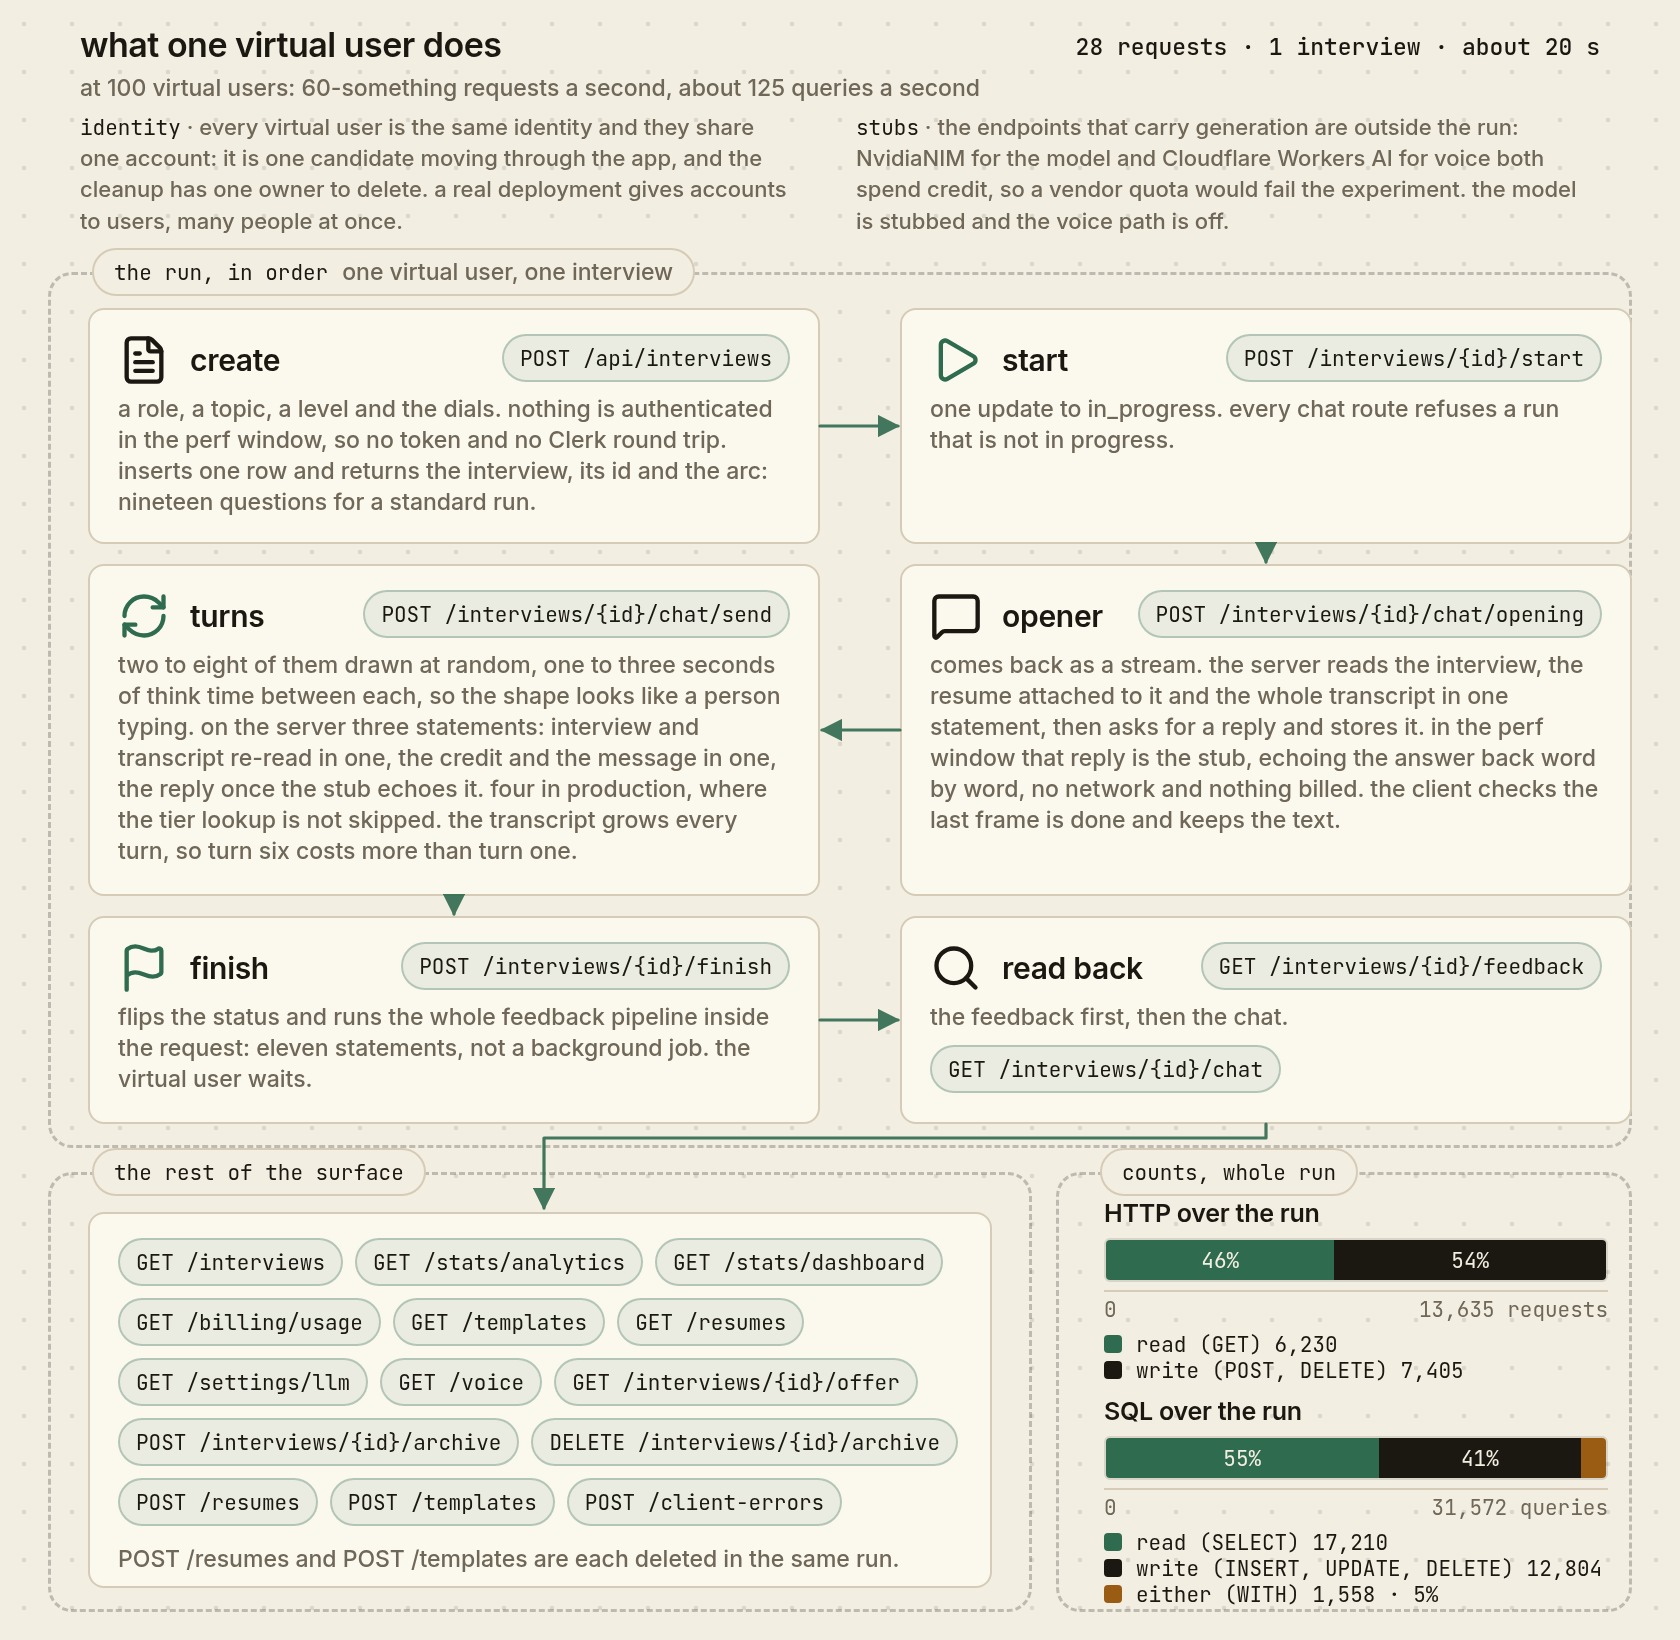 what one virtual user does
28 requests · 1 interview · about 20 s
at 100 virtual users: 60-something requests a second, about 125 queries a second
identity · every virtual user is the same identity and they share
one account: it is one candidate moving through the app, and the
cleanup has one owner to delete. a real deployment gives accounts
to users, many people at once.
stubs · the endpoints that carry generation are outside the run:
NvidiaNIM for the model and Cloudflare Workers AI for voice both
spend credit, so a vendor quota would fail the experiment. the model
is stubbed and the voice path is off.
the run, in order one virtual user, one interview
create
POST /api/interviews
a role, a topic, a level and the dials. nothing is authenticated
in the perf window, so no token and no Clerk round trip.
inserts one row and returns the interview, its id and the arc:
nineteen questions for a standard run.
start
POST /interviews/{id}/start
one update to in_progress. every chat route refuses a run
that is not in progress.
turns
POST /interviews/{id}/chat/send
two to eight of them drawn at random, one to three seconds
of think time between each, so the shape looks like a person
typing. on the server three statements: interview and
transcript re-read in one, the credit and the message in one,
the reply once the stub echoes it. four in production, where
the tier lookup is not skipped. the transcript grows every
turn, so turn six costs more than turn one.
opener
POST /interviews/{id}/chat/opening
comes back as a stream. the server reads the interview, the
resume attached to it and the whole transcript in one
statement, then asks for a reply and stores it. in the perf
window that reply is the stub, echoing the answer back word
by word, no network and nothing billed. the client checks the
last frame is done and keeps the text.
finish
POST /interviews/{id}/finish
flips the status and runs the whole feedback pipeline inside
the request: eleven statements, not a background job. the
virtual user waits.
read back
GET /interviews/{id}/feedback
the feedback first, then the chat.
GET /interviews/{id}/chat
the rest of the surface
GET /interviews
GET /stats/analytics
GET /stats/dashboard
GET /billing/usage
GET /templates
GET /resumes
GET /settings/llm
GET /voice
GET /interviews/{id}/offer
POST /interviews/{id}/archive
DELETE /interviews/{id}/archive
POST /resumes
POST /templates
POST /client-errors
POST /resumes and POST /templates are each deleted in the same run.
counts, whole run
HTTP over the run
46%
54%
0
13,635 requests
read (GET) 6,230
write (POST, DELETE) 7,405
SQL over the run
55%
41%
0
31,572 queries
read (SELECT) 17,210
write (INSERT, UPDATE, DELETE) 12,804
either (WITH) 1,558 · 5%